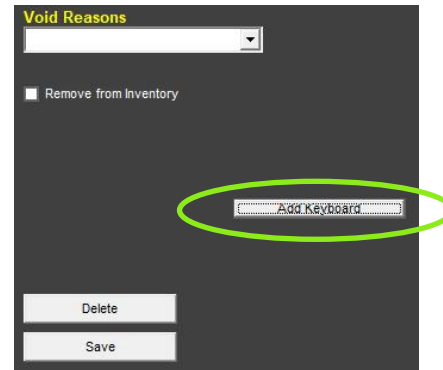 Void Reasons
Remove from Inventory
Add Keyboard
Delete
Save